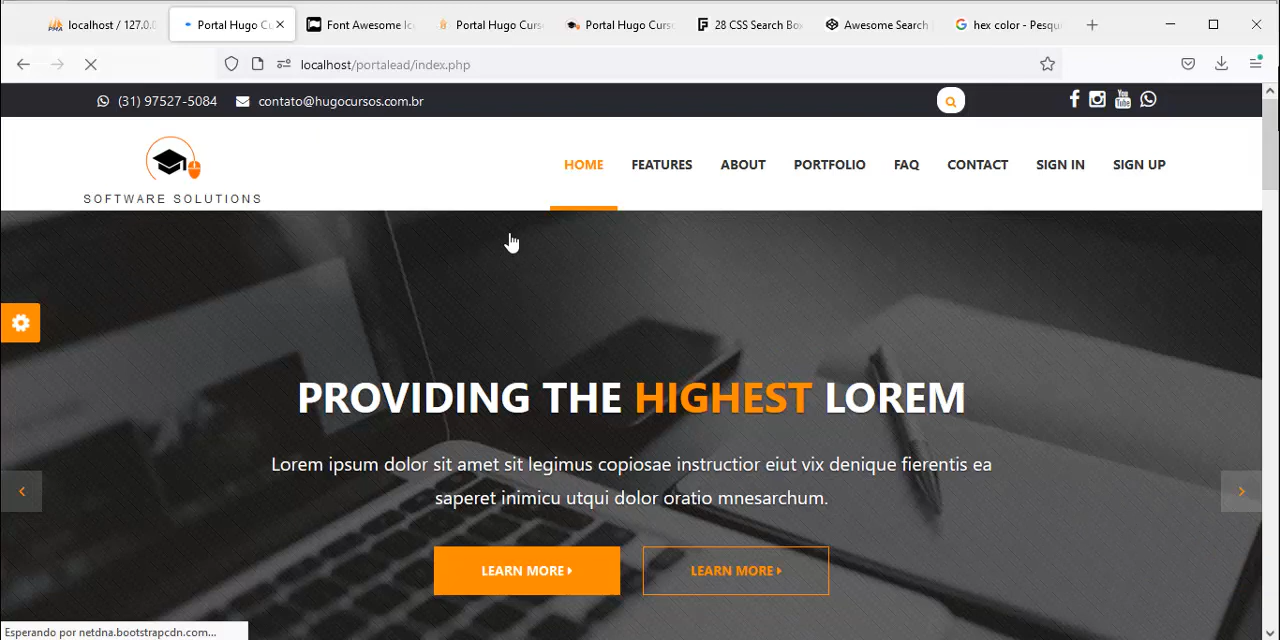 localhost / 127.0.
Portal Hugo Cu
Font Awesome Ic
Portal Hugo Curs
Portal Hugo Curs
28 CSS Search Bo
Awesome Search
hex color - Pesqu
localhost/portalead/index.php
(31) 97527-5084
contato@hugocursos.com.br
You
Tube
SOFTWARE SOLUTIONS
HOME
FEATURES
ABOUT
PORTFOLIO
FAQ
CONTACT
SIGN IN
SIGN UP
PROVIDING THE HIGHEST LOREM
Lorem ipsum dolor sit amet sit legimus copiosae instructior eiut vix denique fierentis ea
saperet inimicu utqui dolor oratio mnesarchum.
LEARN MORE
LEARN MORE
Esperando por netdna.bootstrapcdn.com...